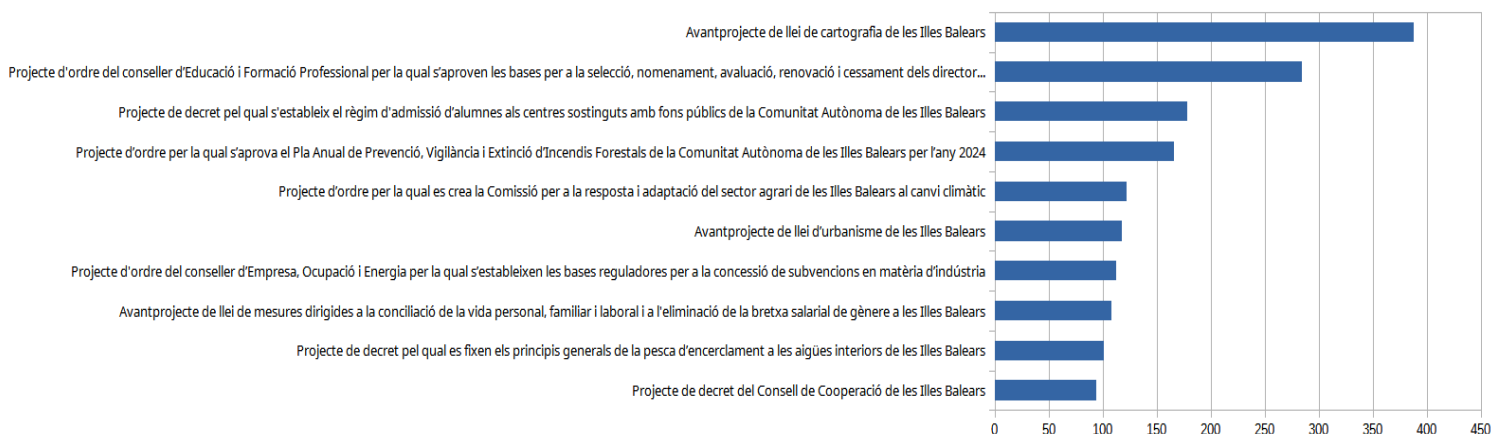 Avantprojecte de llei de cartografia de les Illes Balears
Projecte d'ordre del conseller d’Educació i Formació Professional per la qual s’aproven les bases per a la selecció, nomenament, avaluació, renovació i cessament dels director...
Projecte de decret pel qual s'estableix el règim d'admissió d’alumnes als centres sostinguts amb fons públics de la Comunitat Autònoma de les Illes Balears
Projecte d’ordre per la qual s’aprova el Pla Anual de Prevenció, Vigilància i Extinció d’Incendis Forestals de la Comunitat Autònoma de les Illes Balears per l’any 2024
Projecte d’ordre per la qual es crea la Comissió per a la resposta i adaptació del sector agrari de les Illes Balears al canvi climàtic
Avantprojecte de llei d’urbanisme de les Illes Balears
Projecte d'ordre del conseller d’Empresa, Ocupació i Energia per la qual s’estableixen les bases reguladores per a la concessió de subvencions en matèria d’indústria
Avantprojecte de llei de mesures dirigides a la conciliació de la vida personal, familiar i laboral i a l'eliminació de la bretxa salarial de gènere a les Illes Balears
Projecte de decret pel qual es fixen els principis generals de la pesca d’encerclament a les aigües interiors de les Illes Balears
Projecte de decret del Consell de Cooperació de les Illes Balears
0 50 100 150 200 250 300 350 400 450